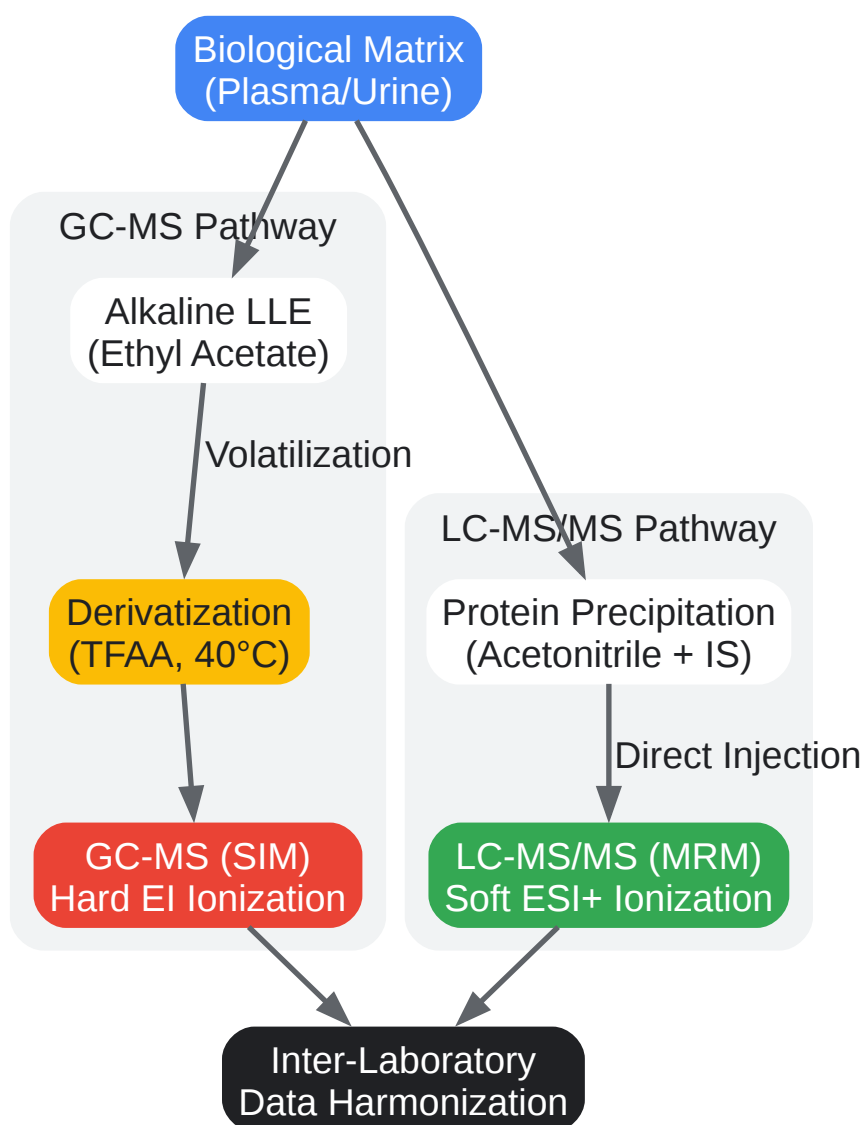 Biological Matrix
(Plasma/Urine)
GC-MS Pathway
Alkaline LLE
(Ethyl Acetate)
Volatilization
Derivatization
(TFAA, 40°C)
GC-MS (SIM)
Hard EI Ionization
LC-MS/MS Pathway
Protein Precipitation
(Acetonitrile + IS)
Direct Injection
LC-MS/MS (MRM)
Soft ESI+ Ionization
Inter-Laboratory
Data Harmonization